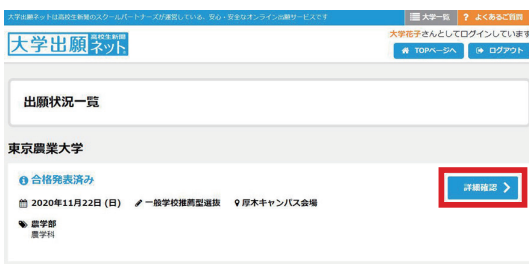 大学出願ネットは高校生新聞のスクールパートナーズが運営している、安心・安全なオンライン出願サービスです
大学一覧 ? よくあるご質問
大学出願ネット 高校生新聞
大学花子さんとしてログインしています
TOPページへ ログアウト
出願状況一覧
東京農業大学
合格発表済み
詳細確認
2020年11月22日 (日) 一般学校推薦型選抜 厚木キャンパス会場
農学部
農学科